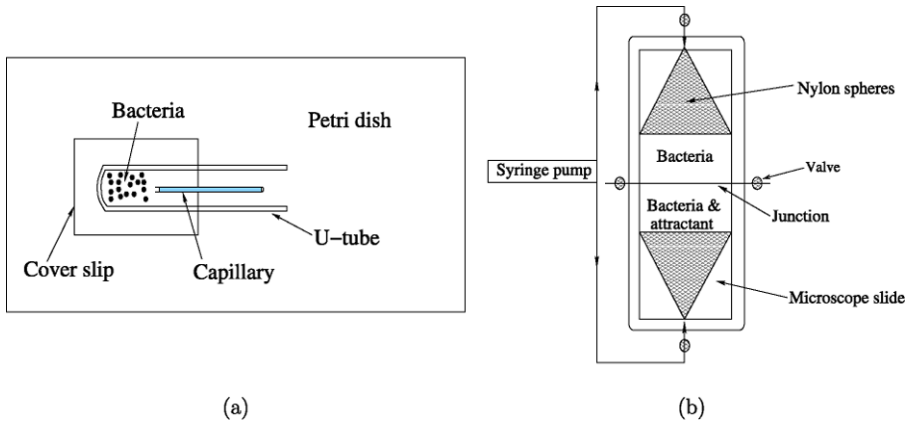 Bacteria
Petri dish
U-tube
Cover slip
Capillary
(a)
Nylon spheres
Bacteria
Syringe pump
Valve
Junction
Bacteria &
attractant
Microscope slide
(b)